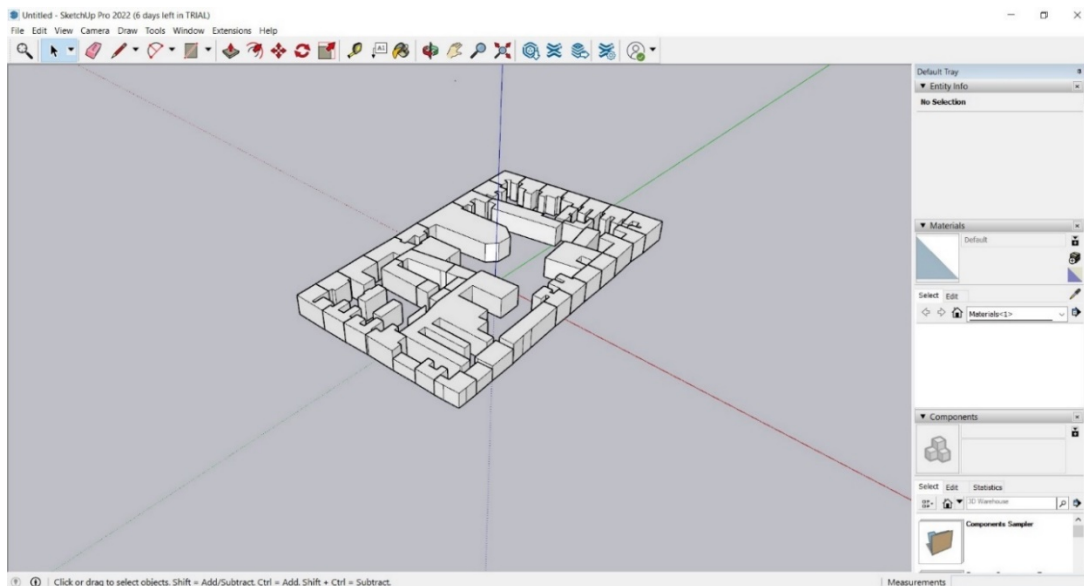 Untitled - SketchUp Pro 2022 (6 days left in TRIAL)
File Edit View Camera Draw Tools Window Extensions Help
A1
Default Tray
Entity Info
No Selection
Materials
Default
Select Edit
Materials<1>
Components
Select Edit Statistics
3D Warehouse
Components Sampler
Click or drag to select objects. Shift = Add/Subtract. Ctrl = Add. Shift + Ctrl = Subtract.
Measurements